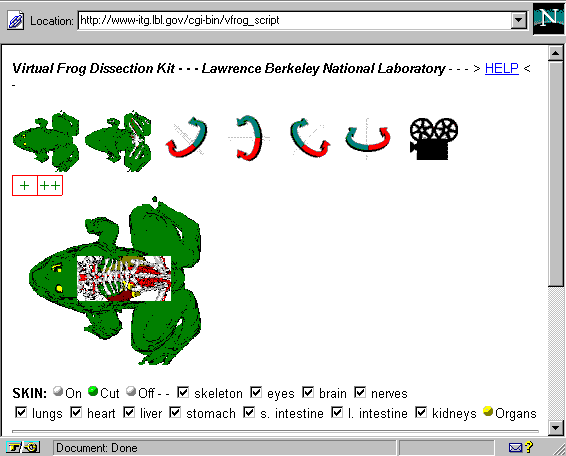 Location: http://www-itg.lbl.gov/cgi-bin/vfrog_script
N
Virtual Frog Dissection Kit - - - Lawrence Berkeley National Laboratory - - - > HELP <
-
+ ++
SKIN: On Cut Off - - skeleton eyes brain nerves
lungs heart liver stomach s. intestine l. intestine kidneys Organs
Document: Done
?